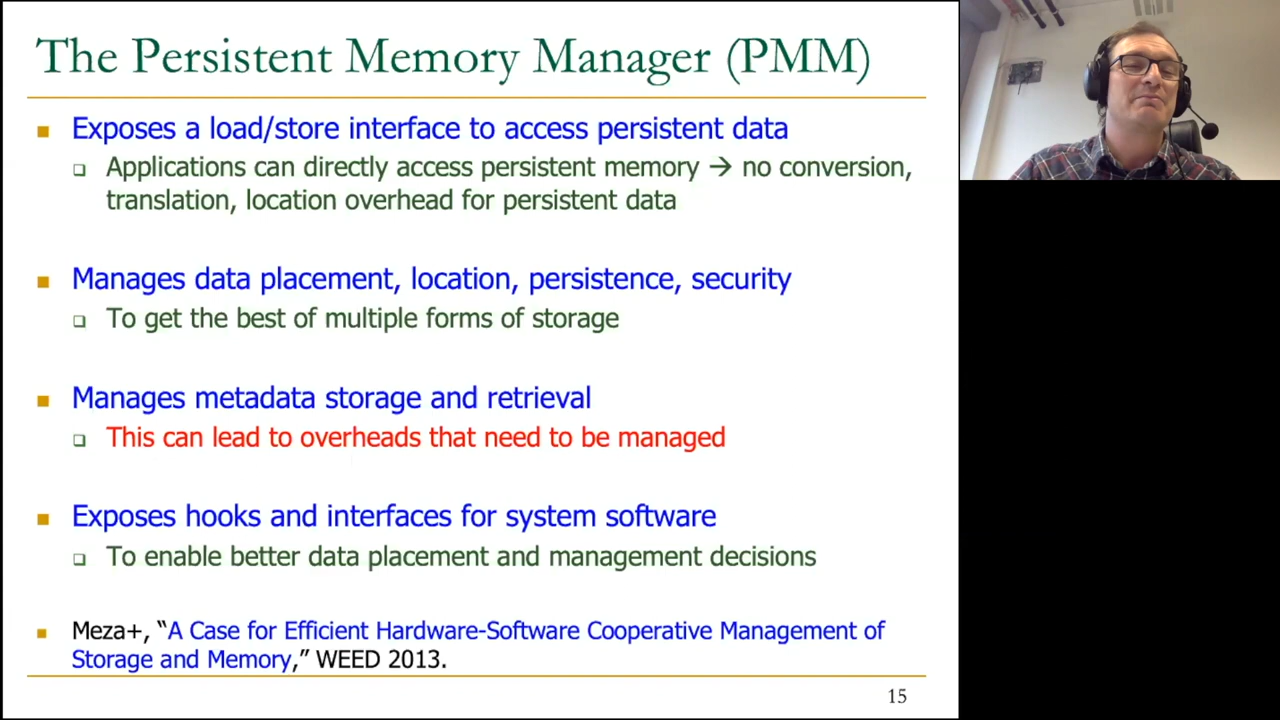 The Persistent Memory Manager (PMM)
■ Exposes a load/store interface to access persistent data
❑ Applications can directly access persistent memory → no conversion,
translation, location overhead for persistent data
■ Manages data placement, location, persistence, security
❑ To get the best of multiple forms of storage
■ Manages metadata storage and retrieval
❑ This can lead to overheads that need to be managed
■ Exposes hooks and interfaces for system software
❑ To enable better data placement and management decisions
■ Meza+, “A Case for Efficient Hardware-Software Cooperative Management of
Storage and Memory,” WEED 2013.
15